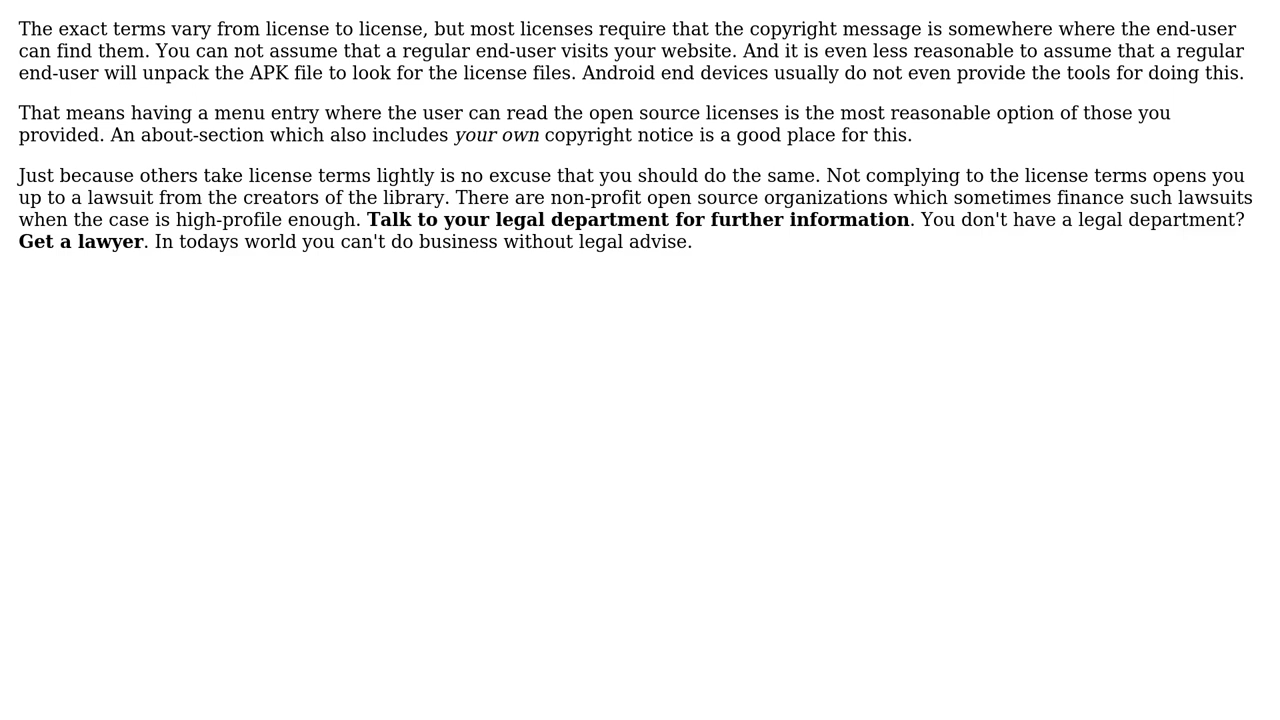 The exact terms vary from license to license, but most licenses require that the copyright message is somewhere where the end-user
can find them. You can not assume that a regular end-user visits your website. And it is even less reasonable to assume that a regular
end-user will unpack the APK file to look for the license files. Android end devices usually do not even provide the tools for doing this.
That means having a menu entry where the user can read the open source licenses is the most reasonable option of those you
provided. An about-section which also includes your own copyright notice is a good place for this.
Just because others take license terms lightly is no excuse that you should do the same. Not complying to the license terms opens you
up to a lawsuit from the creators of the library. There are non-profit open source organizations which sometimes finance such lawsuits
when the case is high-profile enough. Talk to your legal department for further information. You don't have a legal department?
Get a lawyer. In todays world you can't do business without legal advise.